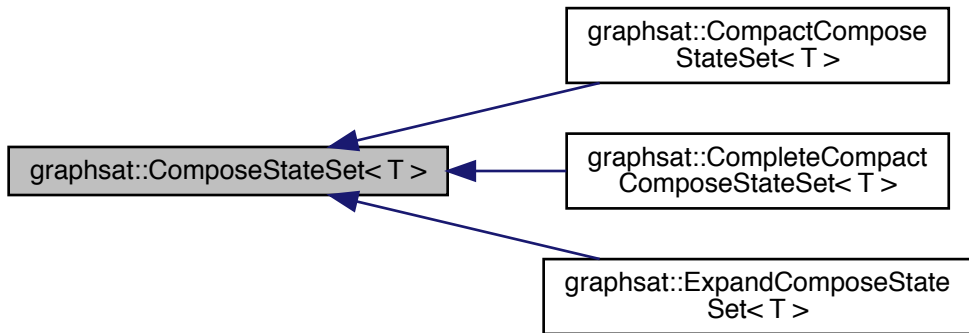 graphsat::CompactCompose
StateSet< T >
graphsat::ComposeStateSet< T >
graphsat::CompleteCompact
ComposeStateSet< T >
graphsat::ExpandComposeState
Set< T >